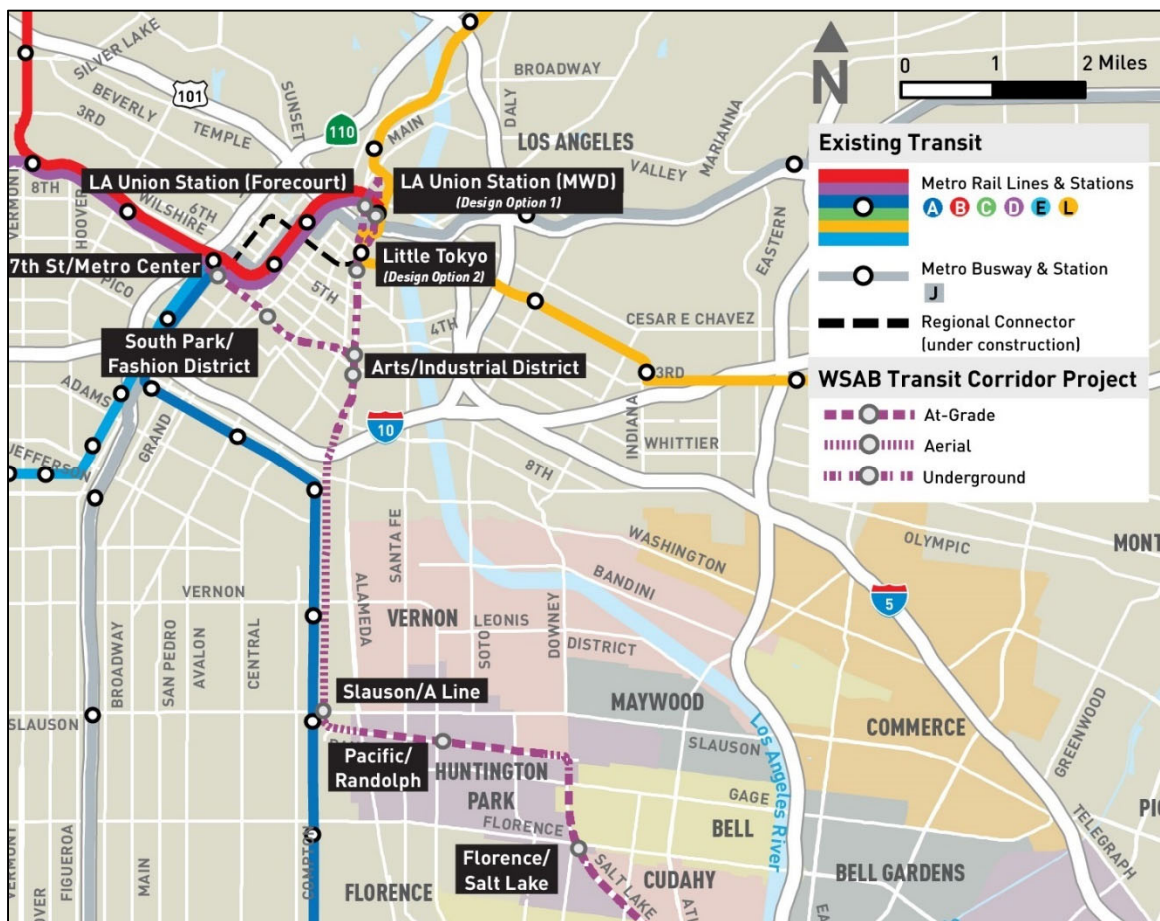 SILVER LAKE
BEVERLY
3RD
101
TEMPLE
SUNSET
110
MAIN
BROADWAY
DALY
LOS ANGELES
VALLEY
MARIANNA
N
0 1 2 Miles
Existing Transit
Metro Rail Lines & Stations
A B C D E L
Metro Busway & Station
J
Regional Connector
(under construction)
WSAB Transit Corridor Project
At-Grade
Aerial
Underground
VERMONT
8TH
HOOVER
WILSHIRE
6TH
LA Union Station (Forecourt)
LA Union Station (MWD)
(Design Option 1)
7th St/Metro Center
PICO
5TH
Little Tokyo
(Design Option 2)
4TH
EASTERN
CESAR E CHAVEZ
South Park/
Fashion District
Arts/Industrial District
3RD
ADAMS
GRAND
JEFFERSON
10
INDIANA
WHITTIER
8TH
OLYMPIC
MONT
WASHINGTON
SANTA FE
ALAMEDA
BANDINI
5
VERNON
VERNON
SOTO
LEONIS
DOWNEY
DISTRICT
BROADWAY
SAN PEDRO
AVALON
CENTRAL
MAYWOOD
COMMERCE
GREENWOOD
Slauson/A Line
SLAUSON
SLAUSON
Los Angeles River
Pacific/
Randolph
HUNTINGTON
PARK
GAGE
TELEGRAPH
PIC
FLORENCE
BELL
VERMONT
OVER
FIGUEROA
MAIN
COMPTON
FLORENCE
Florence/
Salt Lake
SALT LAKE
CUDAHY
BELL GARDENS